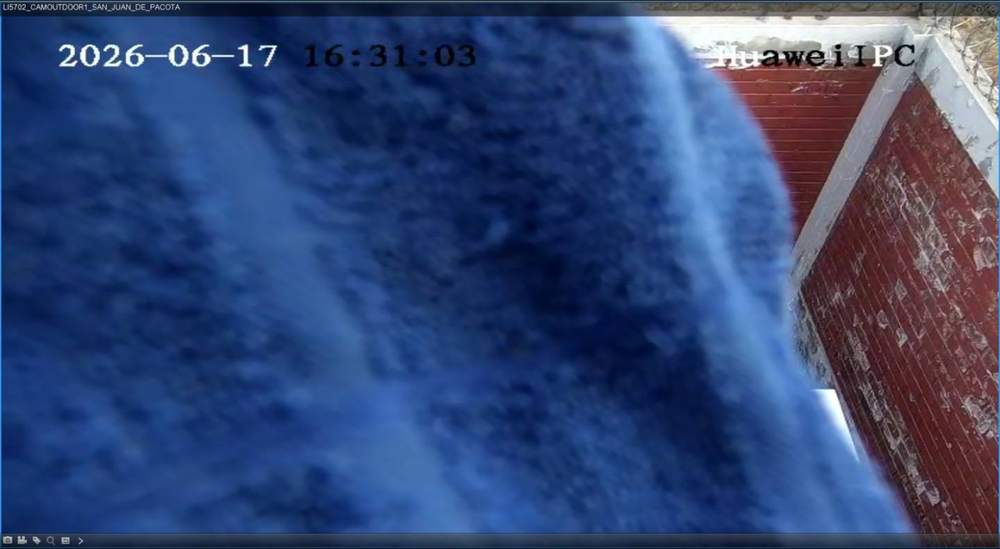 LI5702_CAMOUTDOOR1_SAN_JUAN_DE_PACOTA
2026-06-17 16:31:03
HuaweiIPC